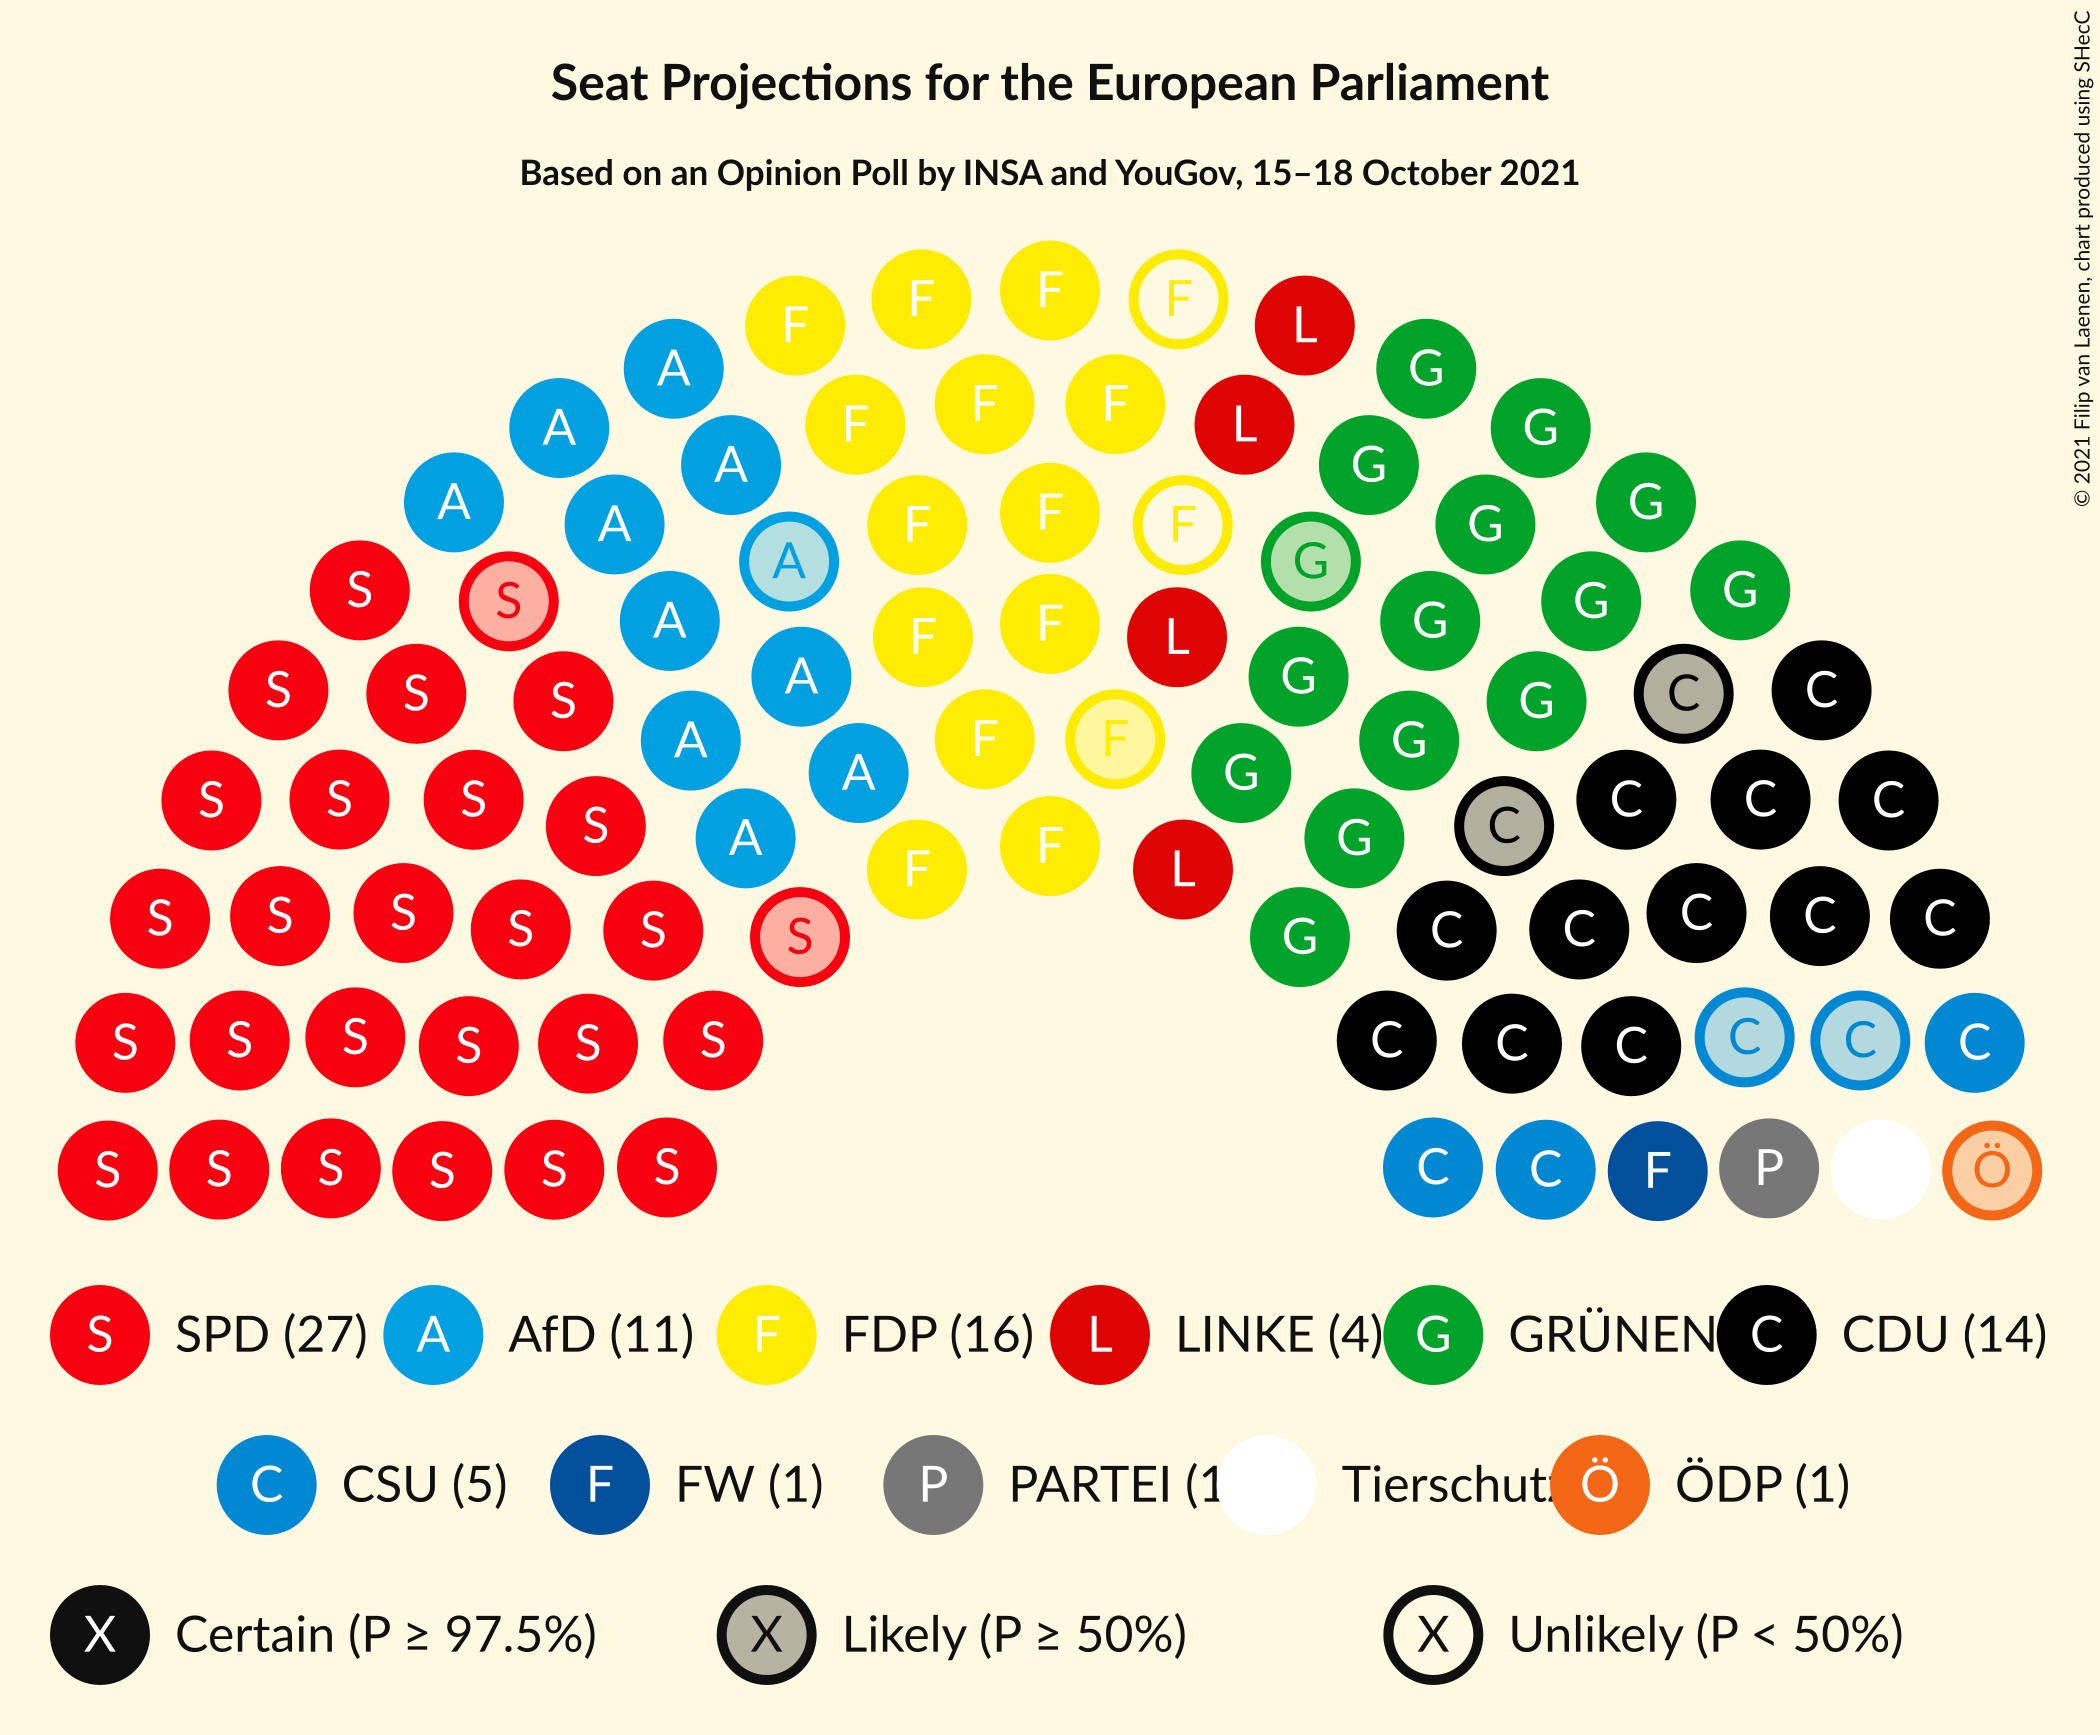 Seat Projections for the European Parliament
Based on an Opinion Poll by INSA and YouGov, 15–18 October 2021
© 2021 Filip van Laenen, chart produced using SHecC
F F F F L
A F F F L G
A A F F F G G
A A A F F L G G G
S S A A F F G G G G
S S S A A F F L G G G C C
S S S S A S G G C C C C
S S S S S C C C C C
S S S S S S C C C C C C
S S S S S S C C F P Ö
S SPD (27) A AfD (11) F FDP (16) L LINKE (4) G GRÜNEN C CDU (14)
C CSU (5) F FW (1) P PARTEI (1 Tierschutz Ö ÖDP (1)
X Certain (P ≥ 97.5%) X Likely (P ≥ 50%) X Unlikely (P < 50%)